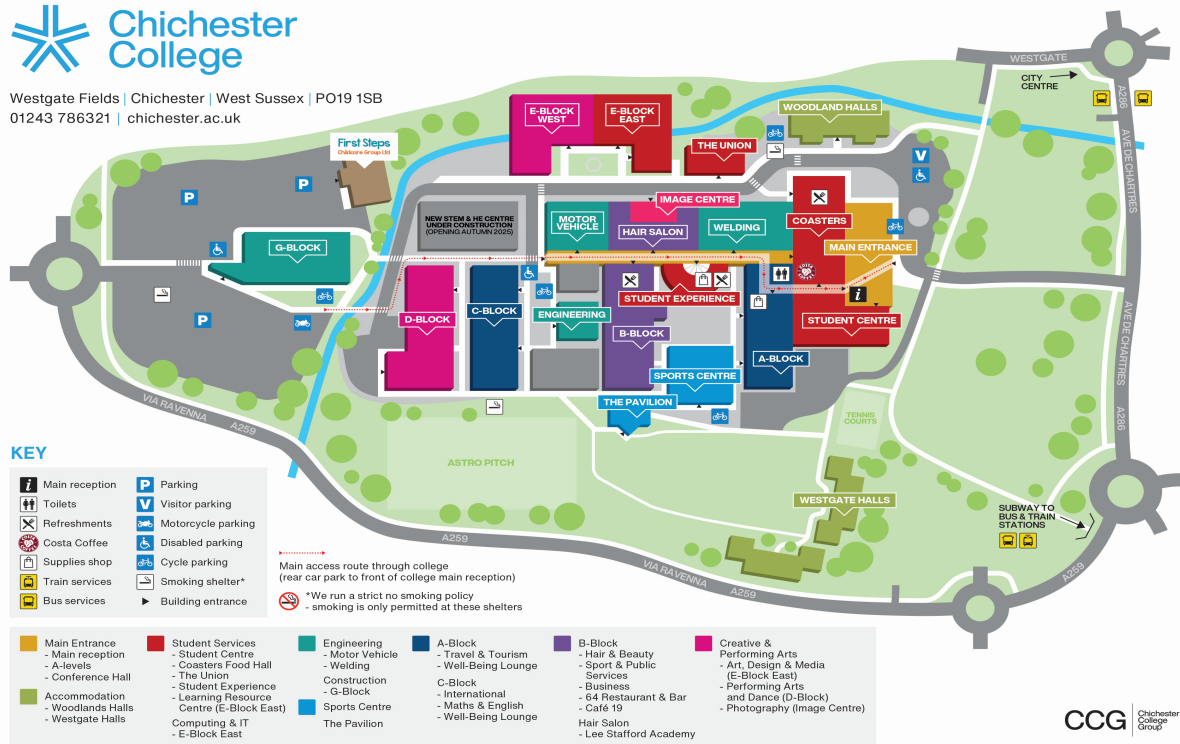 Chichester
College
Westgate Fields | Chichester | West Sussex | PO19 1SB
01243 786321 | chichester.ac.uk
WESTGATE
CITY
CENTRE
A286
AVE DE CHARTRES
AVE DE CHARTRES
A286
First Steps
Childcare Group Ltd
E-BLOCK
WEST
E-BLOCK
EAST
WOODLAND HALLS
THE UNION
P
P
V
IMAGE CENTRE
NEW STEM & HE CENTRE
UNDER CONSTRUCTION
(OPENING AUTUMN 2025)
MOTOR
VEHICLE
HAIR SALON
WELDING
COASTERS
MAIN ENTRANCE
G-BLOCK
COSTA
COFFEE
STUDENT EXPERIENCE
i
P
D-BLOCK
C-BLOCK
ENGINEERING
B-BLOCK
STUDENT CENTRE
A-BLOCK
SPORTS CENTRE
THE PAVILION
TENNIS
COURTS
VIA RAVENNA
A259
ASTRO PITCH
WESTGATE HALLS
SUBWAY TO
BUS & TRAIN
STATIONS
A259
VIA RAVENNA
A259
A259
KEY
i Main reception
Toilets
Refreshments
Costa Coffee
Supplies shop
Train services
Bus services
P Parking
V Visitor parking
Motorcycle parking
Disabled parking
Cycle parking
Smoking shelter*
Building entrance
Main access route through college
(rear car park to front of college main reception)
*We run a strict no smoking policy
- smoking is only permitted at these shelters
Main Entrance
- Main reception
- A-levels
- Conference Hall
Accommodation
- Woodlands Halls
- Westgate Halls
Student Services
- Student Centre
- Coasters Food Hall
- The Union
- Student Experience
- Learning Resource
Centre (E-Block East)
Computing & IT
- E-Block East
Engineering
Motor Vehicle
- Welding
Construction
- G-Block
Sports Centre
The Pavilion
A-Block
- Travel & Tourism
- Well-Being Lounge
C-Block
- International
- Maths & English
- Well-Being Lounge
B-Block
- Hair & Beauty
- Sport & Public
Services
- Business
- 64 Restaurant & Bar
- Café 19
Hair Salon
- Lee Stafford Academy
Creative &
Performing Arts
- Art, Design & Media
(E-Block East)
- Performing Arts
and Dance (D-Block)
- Photography (Image Centre)
CCG
Chichester
College
Group